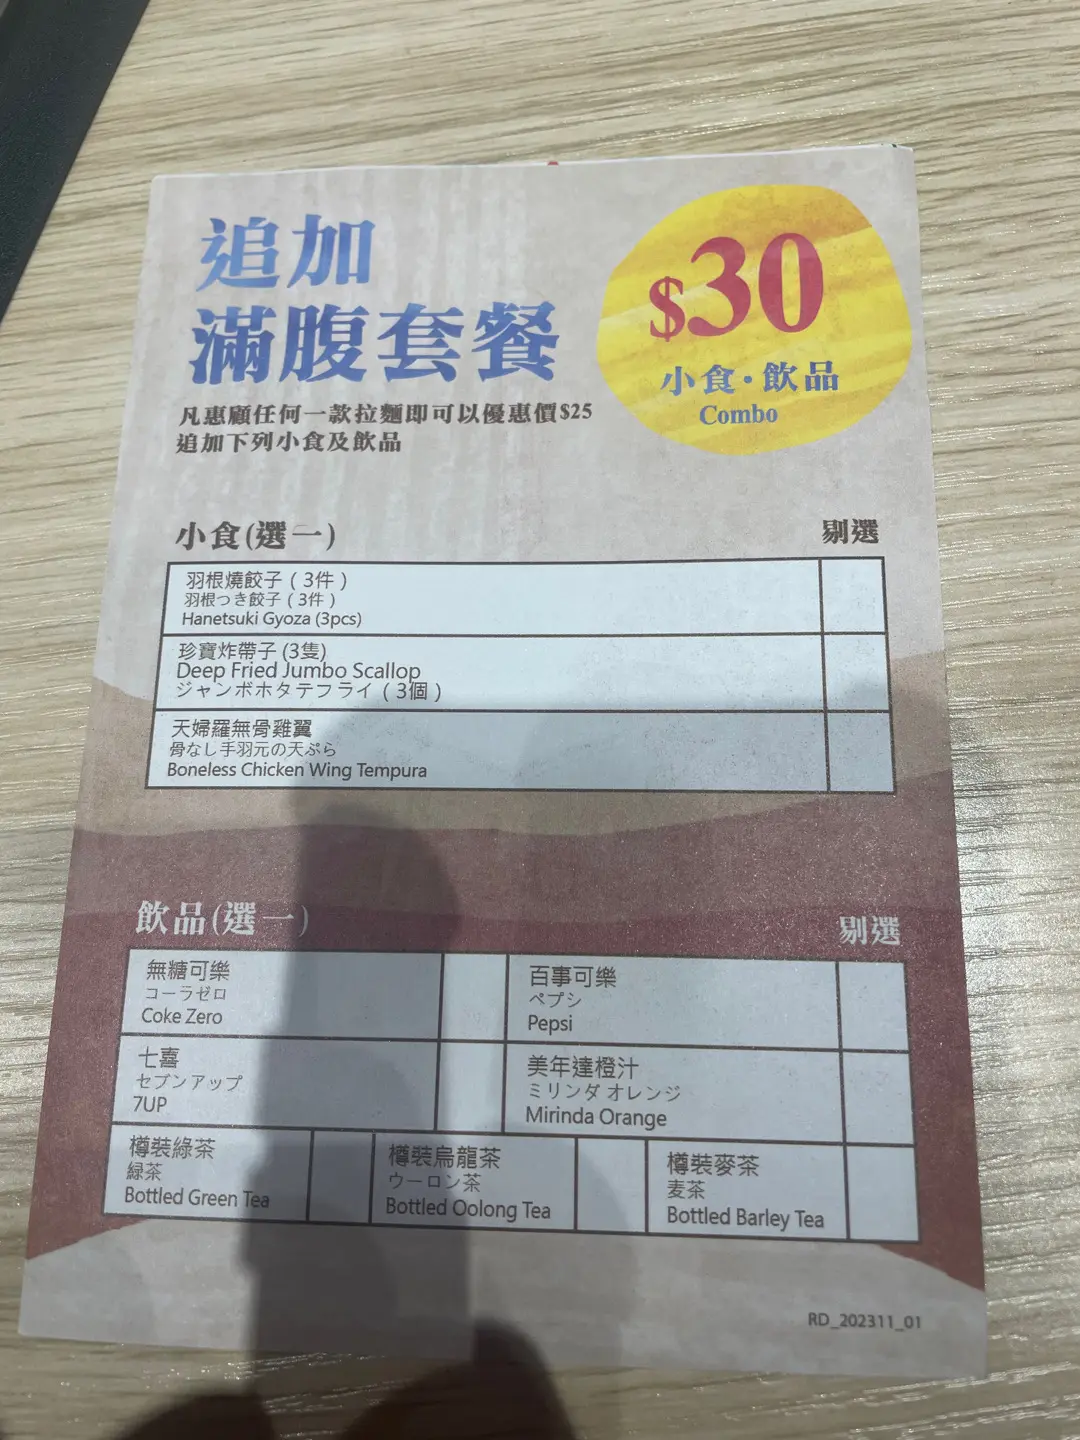 追加
滿腹套餐
$30
小食·飲品
Combo
凡惠顧任何一款拉麵即可以優惠價$25
追加下列小食及飲品
小食(選一)
剔選
羽根燒餃子 ( 3件 )
羽根つき餃子 ( 3件 )
Hanetsuki Gyoza (3pcs)
珍寶炸帶子 (3隻)
Deep Fried Jumbo Scallop
ジャンボホタテフライ ( 3個 )
天婦羅無骨雞翼
骨なし手羽元の天ぷら
Boneless Chicken Wing Tempura
飲品(選一)
剔選
無糖可樂
コーラゼロ
Coke Zero
百事可樂
ペプシ
Pepsi
七喜
セブンアップ
7UP
美年達橙汁
ミリンダ オレンジ
Mirinda Orange
樽裝綠茶
緑茶
Bottled Green Tea
樽裝烏龍茶
ウーロン茶
Bottled Oolong Tea
樽裝麥茶
麦茶
Bottled Barley Tea
RD_202311_01